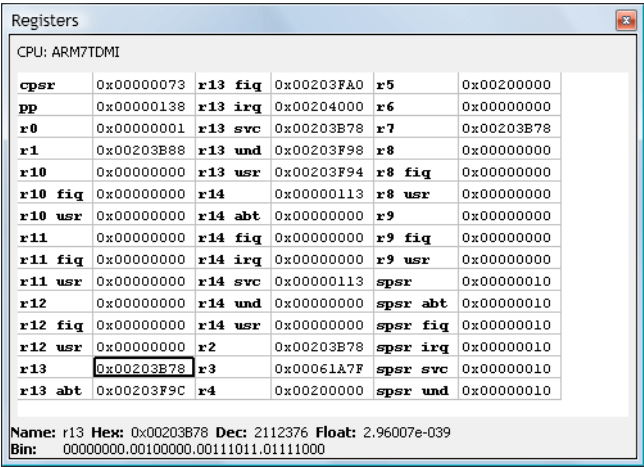 Registers
CPU: ARM7TDMI
cpsr 0x00000073 r13 fiq 0x00203FA0 r5 0x00200000
pp 0x00000138 r13 irq 0x00204000 r6 0x00000000
r0 0x00000001 r13 svc 0x00203B78 r7 0x00203B78
r1 0x00203B88 r13 und 0x00203F98 r8 0x00000000
r10 0x00000000 r13 usr 0x00203F94 r8 fiq 0x00000000
r10 fiq 0x00000000 r14 0x00000113 r8 usr 0x00000000
r10 usr 0x00000000 r14 abt 0x00000000 r9 0x00000000
r11 0x00000000 r14 fiq 0x00000000 r9 fiq 0x00000000
r11 fiq 0x00000000 r14 irq 0x00000000 r9 usr 0x00000000
r11 usr 0x00000000 r14 svc 0x00000113 spsr 0x00000010
r12 0x00000000 r14 und 0x00000000 spsr abt 0x00000010
r12 fiq 0x00000000 r14 usr 0x00000000 spsr fiq 0x00000010
r12 usr 0x00000000 r2 0x00203B78 spsr irq 0x00000010
r13 0x00203B78 r3 0x00061A7F spsr svc 0x00000010
r13 abt 0x00203F9C r4 0x00200000 spsr und 0x00000010
Name: r13 Hex: 0x00203B78 Dec: 2112376 Float: 2.96007e-039
Bin: 00000000.00100000.00111011.01111000